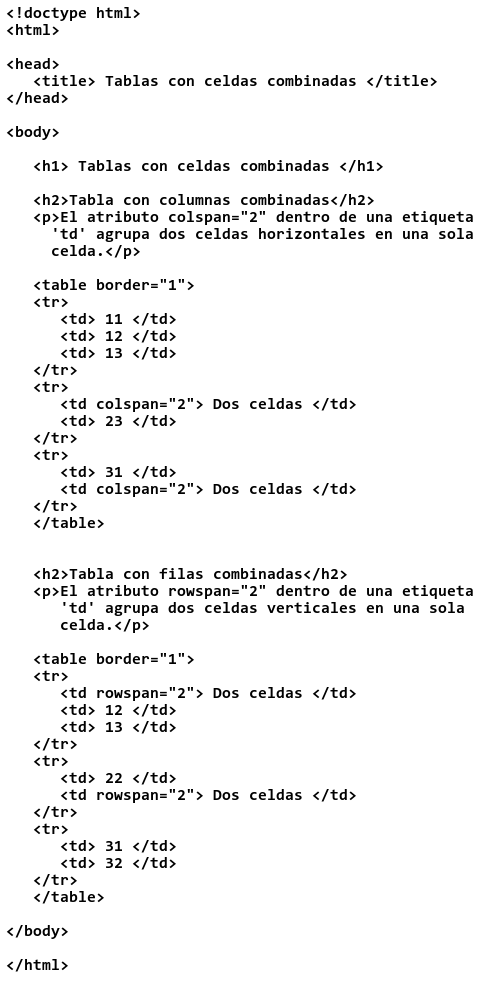 <!doctype html>
<html>
<head>
<title> Tablas con celdas combinadas </title>
</head>
<body>
<h1> Tablas con celdas combinadas </h1>
<h2>Tabla con columnas combinadas</h2>
<p>El atributo colspan="2" dentro de una etiqueta
'td' agrupa dos celdas horizontales en una sola
celda.</p>
<table border="1">
<tr>
<td> 11 </td>
<td> 12 </td>
<td> 13 </td>
</tr>
<tr>
<td colspan="2"> Dos celdas </td>
<td> 23 </td>
</tr>
<tr>
<td> 31 </td>
<td colspan="2"> Dos celdas </td>
</tr>
</table>
<h2>Tabla con filas combinadas</h2>
<p>El atributo rowspan="2" dentro de una etiqueta
'td' agrupa dos celdas verticales en una sola
celda.</p>
<table border="1">
<tr>
<td rowspan="2"> Dos celdas </td>
<td> 12 </td>
<td> 13 </td>
</tr>
<tr>
<td> 22 </td>
<td rowspan="2"> Dos celdas </td>
</tr>
<tr>
<td> 31 </td>
<td> 32 </td>
</tr>
</table>
</body>
</html>